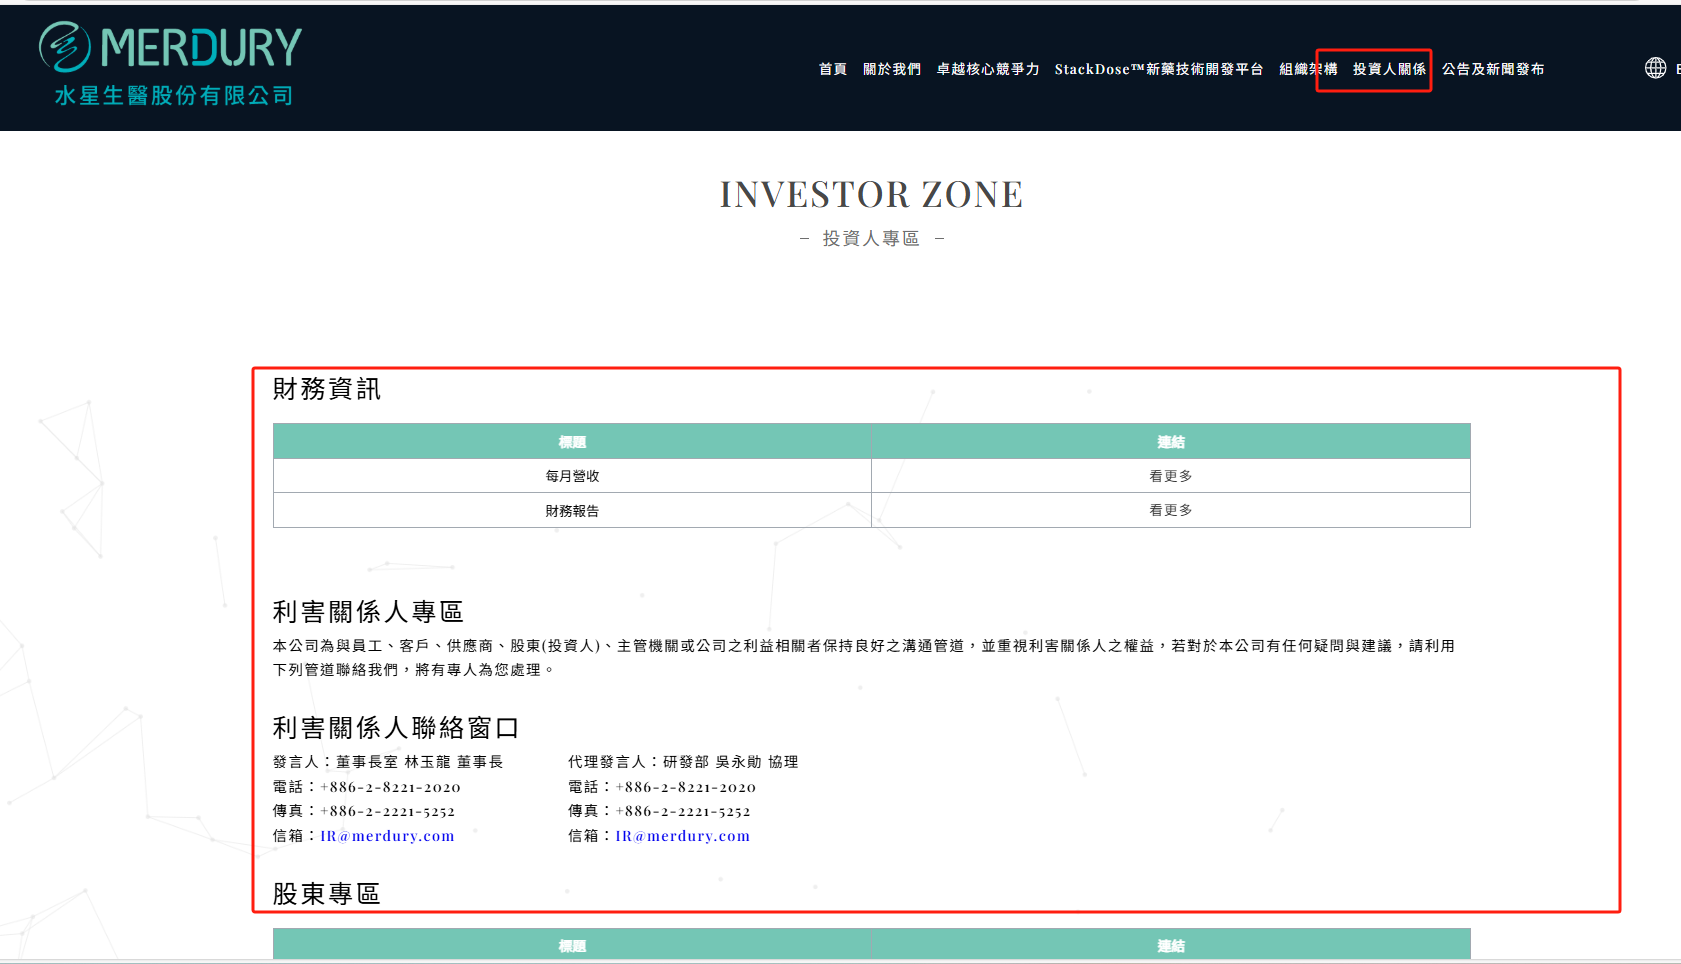 MERDURY
水星生醫股份有限公司
首頁 關於我們 卓越核心競爭力 StackDose™新藥技術開發平台 組織架構 投資人關係 公告及新聞發布
INVESTOR ZONE
– 投資人專區 –
財務資訊
標題 連結
每月營收 看更多
財務報告 看更多
利害關係人專區
本公司為與員工、客戶、供應商、股東(投資人)、主管機關或公司之利益相關者保持良好之溝通管道，並重視利害關係人之權益，若對於本公司有任何疑問與建議，請利用
下列管道聯絡我們，將有專人為您處理。
利害關係人聯絡窗口
發言人：董事長室 林玉龍 董事長 代理發言人：研發部 吳永勛 協理
電話：+886-2-8221-2020 電話：+886-2-8221-2020
傳真：+886-2-2221-5252 傳真：+886-2-2221-5252
信箱：IR@merdury.com 信箱：IR@merdury.com
股東專區
標題 連結